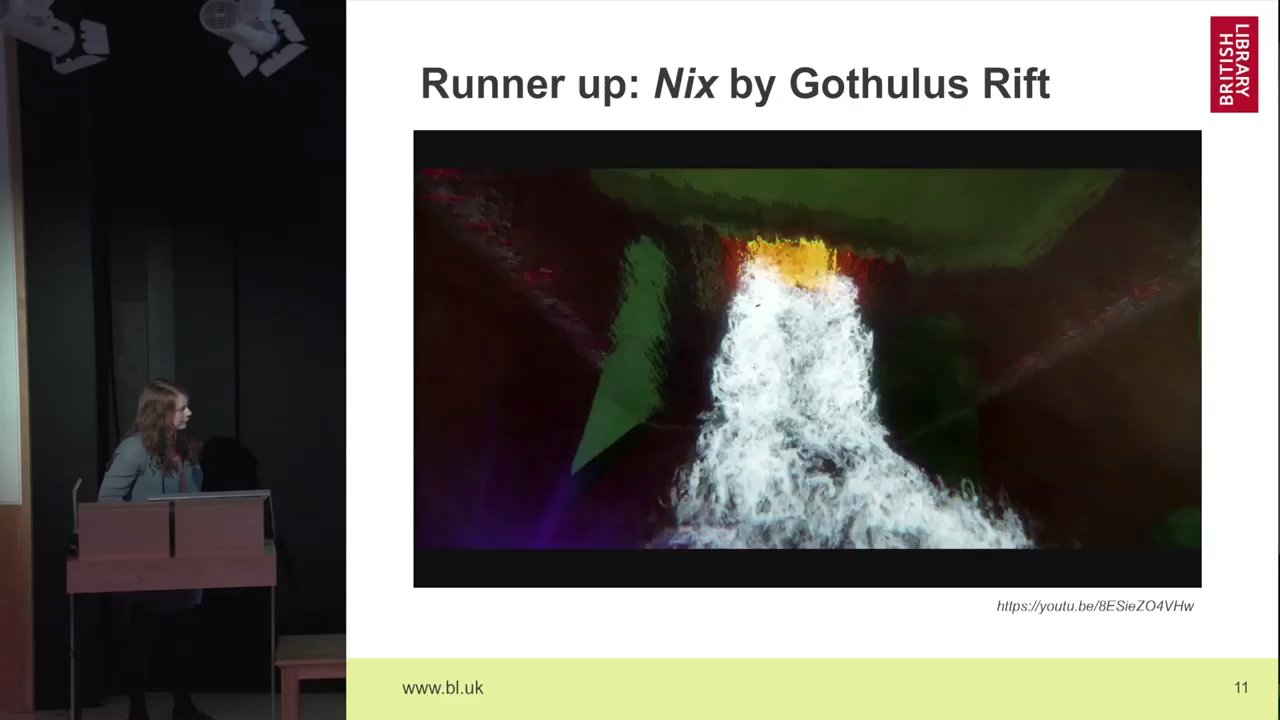 Runner up: Nix by Gothulus Rift
BRITISH
LIBRARY
https://youtu.be/8ESieZO4VHw
www.bl.uk
11